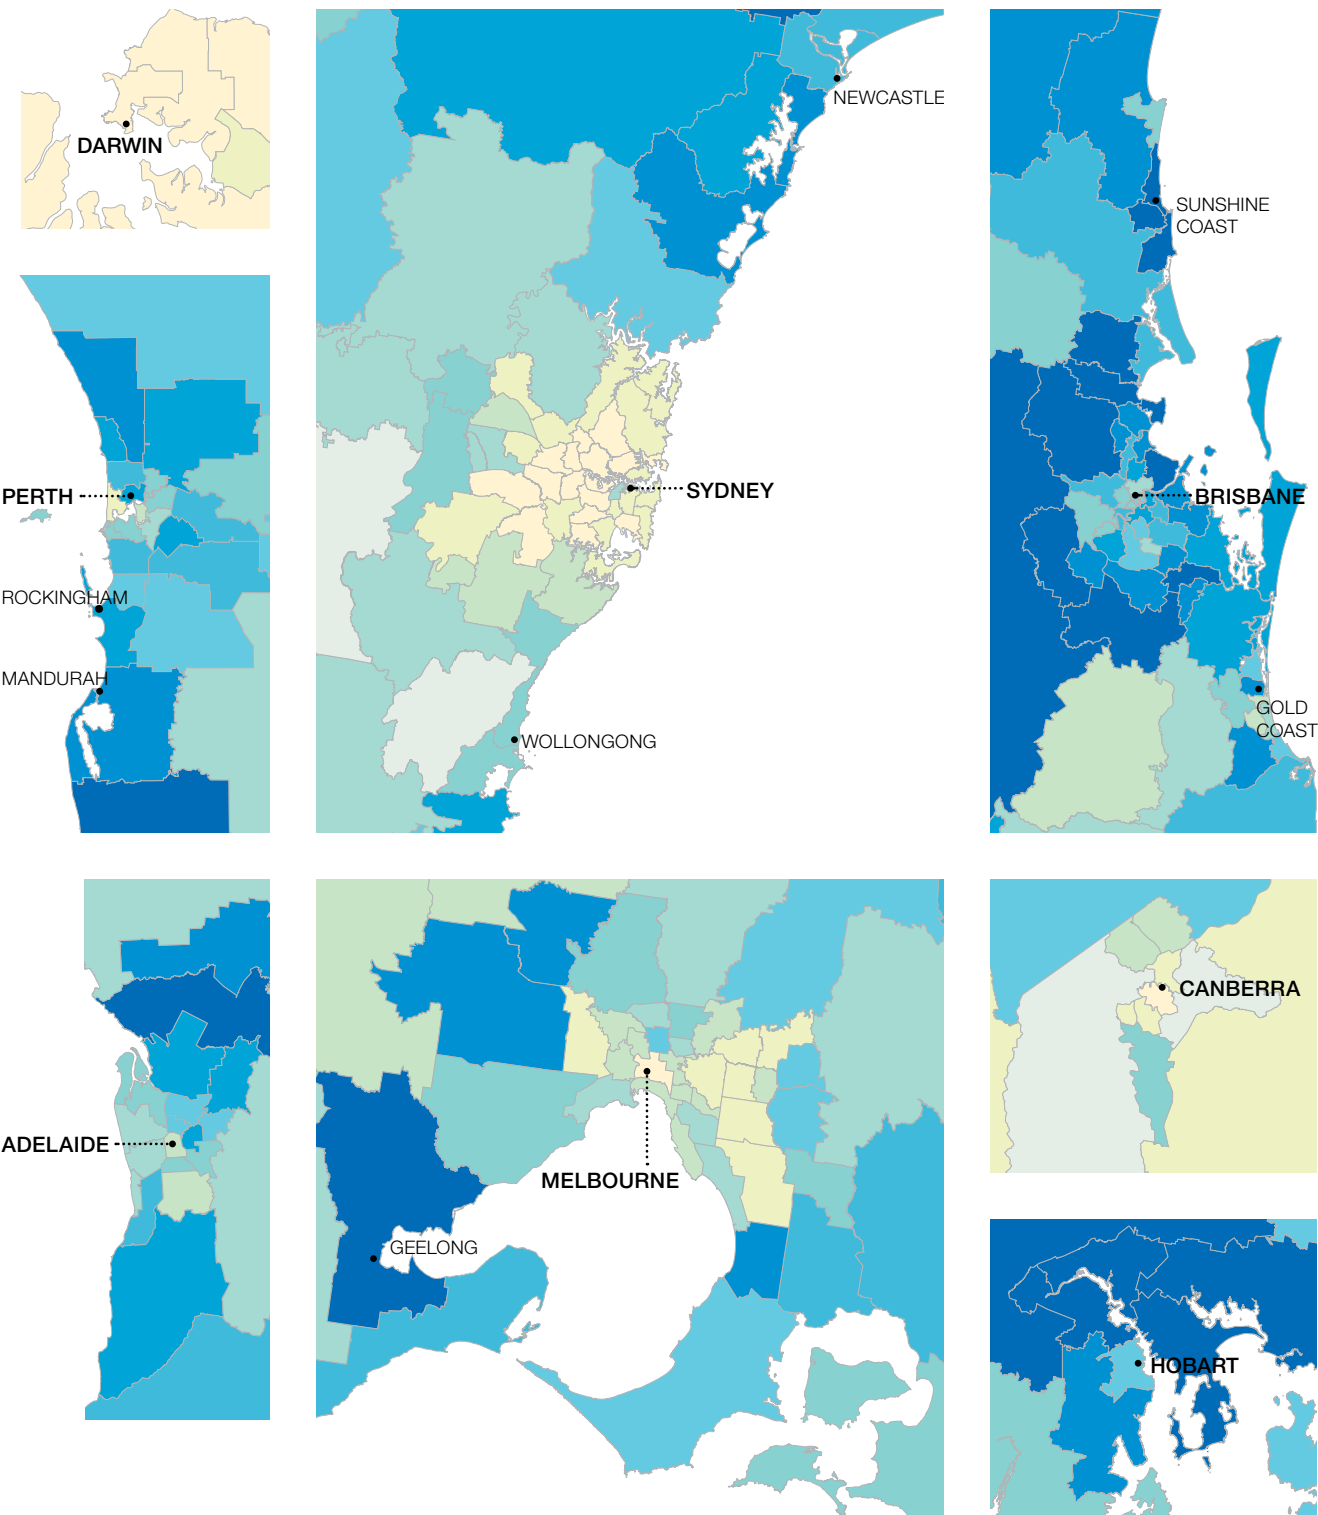 DARWIN
NEWCASTLE
SUNSHINE
COAST
PERTH
SYDNEY
BRISBANE
ROCKINGHAM
MANDURAH
WOLLONGONG
GOLD
COAST
CANBERRA
ADELAIDE
MELBOURNE
GEELONG
HOBART